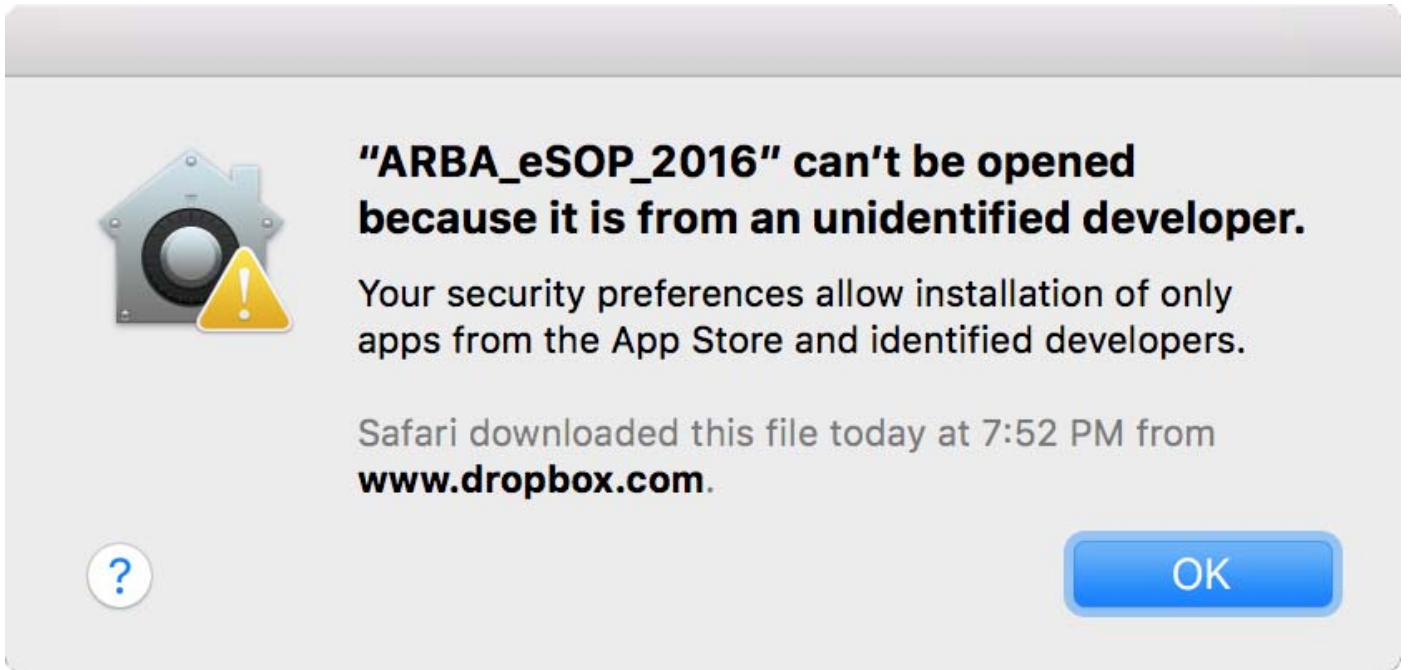 “ARBA_eSOP_2016” can’t be opened
because it is from an unidentified developer.
Your security preferences allow installation of only
apps from the App Store and identified developers.
Safari downloaded this file today at 7:52 PM from
www.dropbox.com.
?
OK